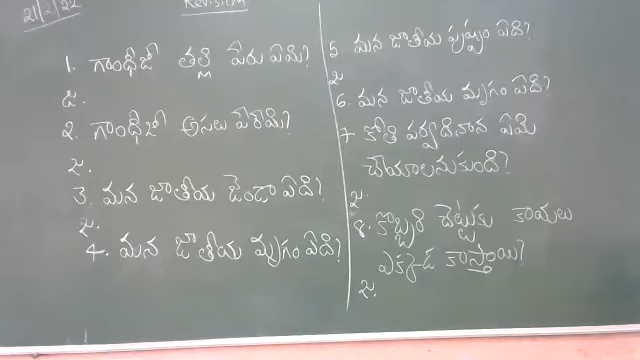 21/2/22
Revision
1. గాంధీజీ తల్లి పేరు ఏమి?
జ.
2. గాంధీజీ అసలు పేరేమి?
జ.
3. మన జాతీయ జెండా ఏది?
జ.
4. మన జాతీయ మృగం ఏది?
5 మన జాతీయ పుష్పం ఏది?
జ
6. మన జాతీయ మృగం ఏది?
7 కోతి పర్వదినాన ఏమి
చేయాలనుకుంది?
జ.
8. కొబ్బరి చెట్టుకు కాయలు
ఎక్కడ కాస్తాయి?
జ.